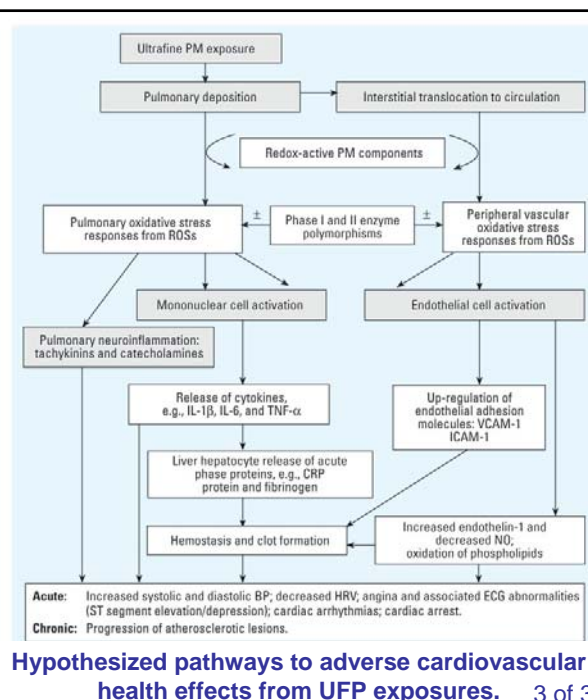 Ultrafine PM exposure
Pulmonary deposition
Interstitial translocation to circulation
Redox-active PM components
Pulmonary oxidative stress
responses from ROSs
±
Phase I and II enzyme
polymorphisms
±
Peripheral vascular
oxidative stress
responses from ROSs
Mononuclear cell activation
Endothelial cell activation
Pulmonary neuroinflammation:
tachykinins and catecholamines
Release of cytokines,
e.g., IL-1β, IL-6, and TNF-α
Up-regulation of
endothelial adhesion
molecules: VCAM-1
ICAM-1
Liver hepatocyte release of acute
phase proteins, e.g., CRP
protein and fibrinogen
Hemostasis and clot formation
Increased endothelin-1 and
decreased NO;
oxidation of phospholipids
Acute: Increased systolic and diastolic BP; decreased HRV; angina and associated ECG abnormalities
(ST segment elevation/depression); cardiac arrhythmias; cardiac arrest.
Chronic: Progression of atherosclerotic lesions.
Hypothesized pathways to adverse cardiovascular
health effects from UFP exposures.
3 of 3